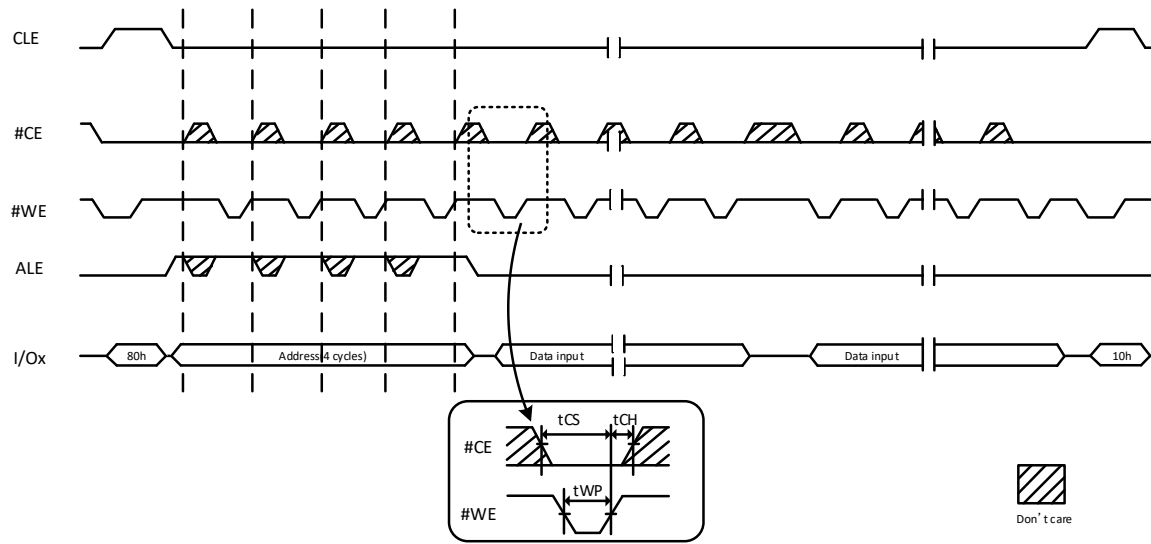 CLE
#CE
#WE
ALE
I/Ox
80h
Address(4 cycles)
Data input
Data input
10h
tCS
tCH
#CE
tWP
#WE
Don't care